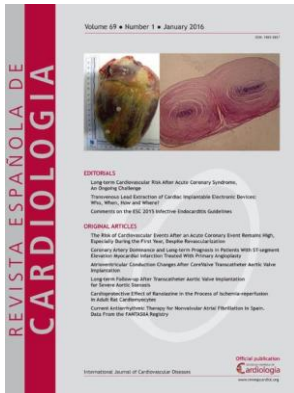 Volume 69 • Number 1 • January 2016
REVISTA ESPAÑOLA DE
CARDIOLOGIA
EDITORIALS
Long-term Cardiovascular Risk After Acute Coronary Syndrome,
An Ongoing Challenge
Transvenous Lead Extraction of Cardiac Implantable Electronic Devices:
Who, When, How and Where?
Comments on the ESC 2015 Infective Endocarditis Guidelines
ORIGINAL ARTICLES
The Risk of Cardiovascular Events After an Acute Coronary Event Remains High,
Especially During the First Year, Despite Revascularization
Coronary Artery Dominance and Long-term Prognosis in Patients With ST-segment
Elevation Myocardial Infarction Treated With Primary Angioplasty
Atrioventricular Conduction Changes After CoreValve Transcatheter Aortic Valve
Implantation
Long-term Follow-up After Transcatheter Aortic Valve Implantation
for Severe Aortic Stenosis
Cardioprotective Effect of Ranolazine in the Process of Ischemia-reperfusion
in Adult Rat Cardiomyocytes
Current Antiarrhythmic Therapy for Nonvalvular Atrial Fibrillation in Spain.
Data From the FANTASIIA Registry
Official publication
Cardiología
International Journal of Cardiovascular Diseases
www.revespcardiol.org